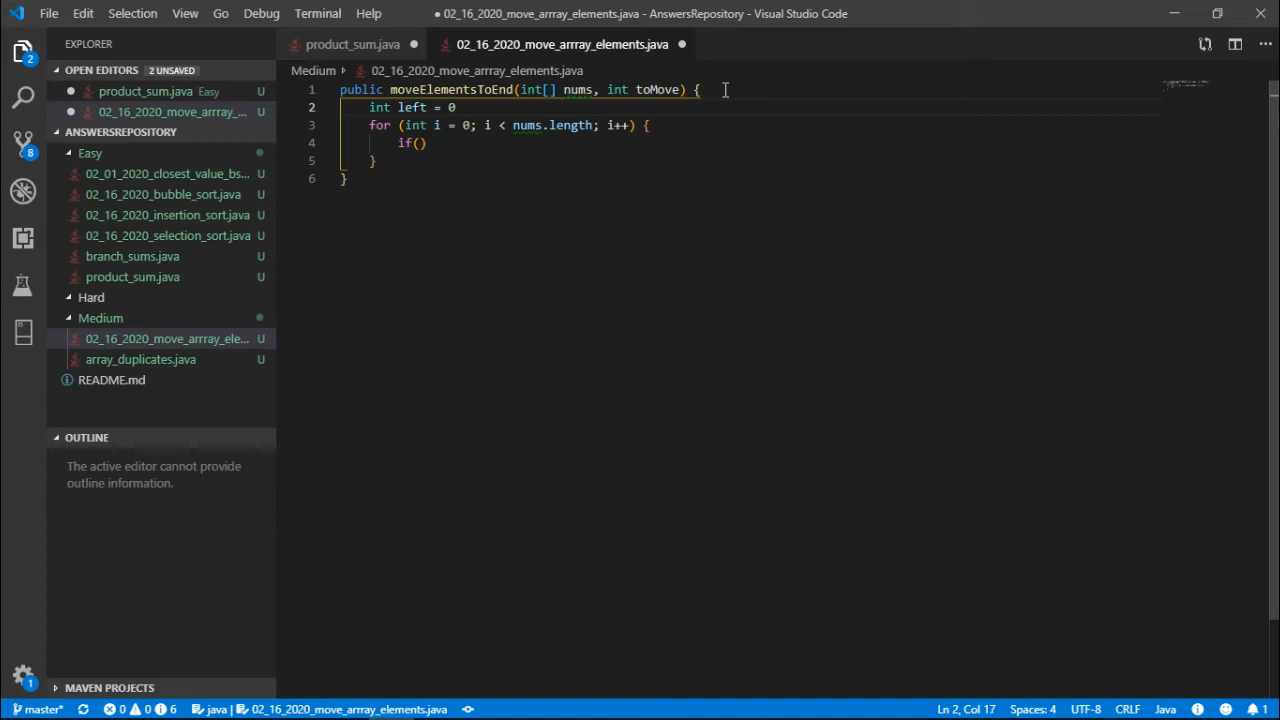 File Edit Selection View Go Debug Terminal Help
● 02_16_2020_move_arrray_elements.java - AnswersRepository - Visual Studio Code
EXPLORER
product_sum.java ●
02_16_2020_move_arrray_elements.java ●
OPEN EDITORS 2 UNSAVED
Medium 02_16_2020_move_arrray_elements.java
● product_sum.java Easy
● 02_16_2020_move_arrray_...
ANSWERSREPOSITORY
Easy
02_01_2020_closest_value_bs... U
02_16_2020_bubble_sort.java U
02_16_2020_insertion_sort.java U
02_16_2020_selection_sort.java U
branch_sums.java U
product_sum.java U
Hard
Medium
02_16_2020_move_arrray_ele... U
array_duplicates.java U
README.md
OUTLINE
The active editor cannot provide
outline information.
MAVEN PROJECTS
2
8
1
1 public moveElementsToEnd(int[] nums, int toMove) {
2 int left = 0
3 for (int i = 0; i < nums.length; i++) {
4 if()
5 }
6 }
master* 0 0 6 java | 02_16_2020_move_arrray_elements.java
Ln 2, Col 17 Spaces: 4 UTF-8 CRLF Java 1